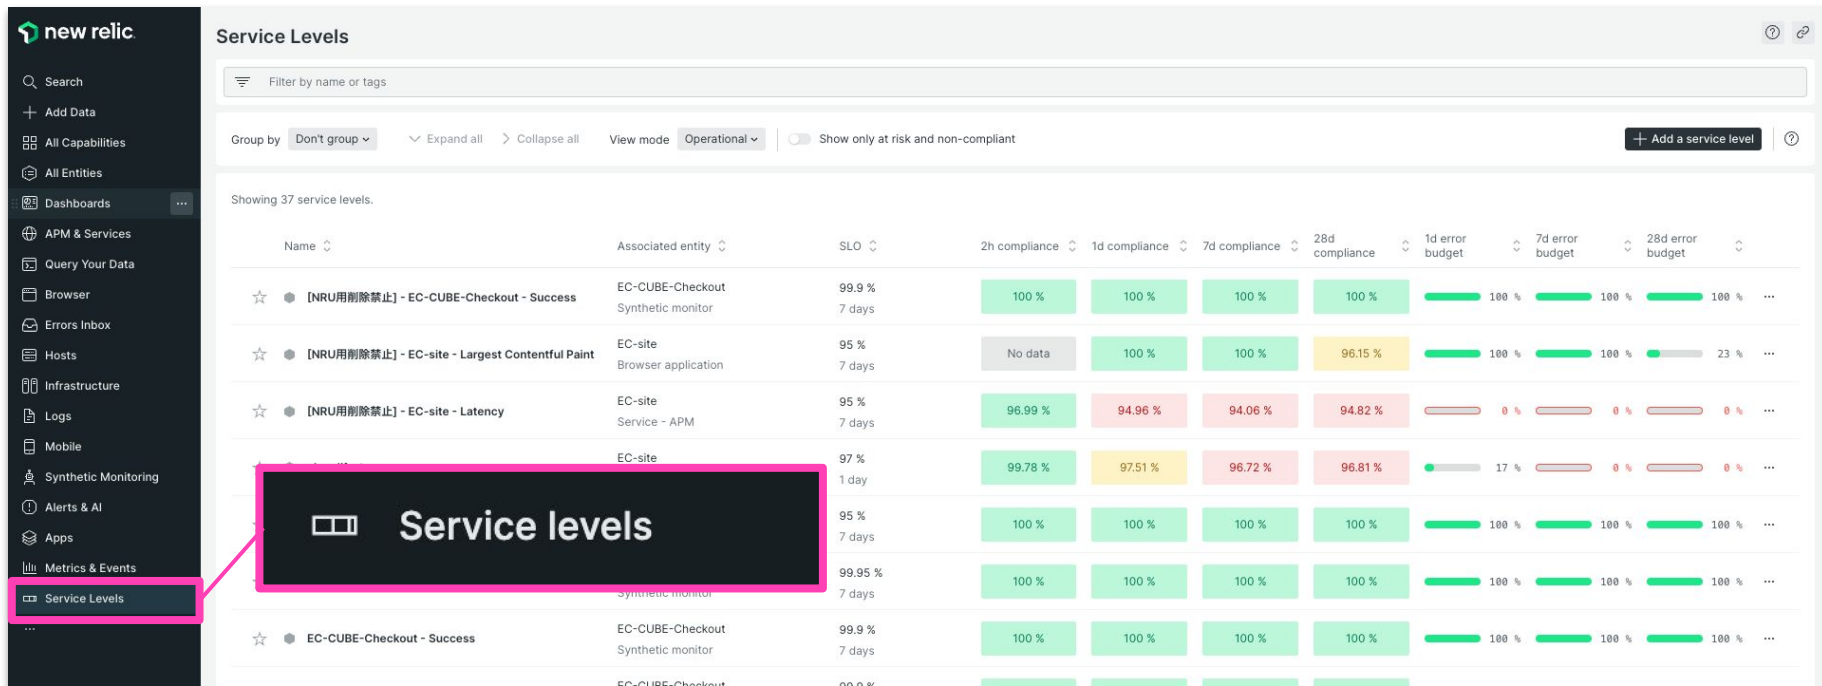 new relic.
Search
Add Data
All Capabilities
All Entities
Dashboards
APM & Services
Query Your Data
Browser
Errors Inbox
Hosts
Infrastructure
Logs
Mobile
Synthetic Monitoring
Alerts & AI
Apps
Metrics & Events
Service Levels
Service Levels
Filter by name or tags
Group by Don't group Expand all Collapse all View mode Operational Show only at risk and non-compliant + Add a service level
Showing 37 service levels.
Name Associated entity SLO 2h compliance 1d compliance 7d compliance 28d compliance 1d error budget 7d error budget 28d error budget
[NRU用削除禁止] - EC-CUBE-Checkout - Success EC-CUBE-Checkout 99.9 % 100 % 100 % 100 % 100 % 100 % 100 % 100 %
Synthetic monitor 7 days
[NRU用削除禁止] - EC-site - Largest Contentful Paint EC-site 95 % No data 100 % 100 % 96.15 % 100 % 100 % 23 %
Browser application 7 days
[NRU用削除禁止] - EC-site - Latency EC-site 95 % 96.99 % 94.96 % 94.06 % 94.82 % 0 % 0 % 0 %
Service - APM 7 days
EC-site 97 % 99.78 % 97.51 % 96.72 % 96.81 % 17 % 0 % 0 %
1 day
Service levels
95 % 100 % 100 % 100 % 100 % 100 % 100 % 100 %
7 days
99.95 % 100 % 100 % 100 % 100 % 100 % 100 % 100 %
Synthetic monitor 7 days
EC-CUBE-Checkout - Success EC-CUBE-Checkout 99.9 % 100 % 100 % 100 % 100 % 100 % 100 % 100 %
Synthetic monitor 7 days
EC-CUBE-Checkout 99.9 %